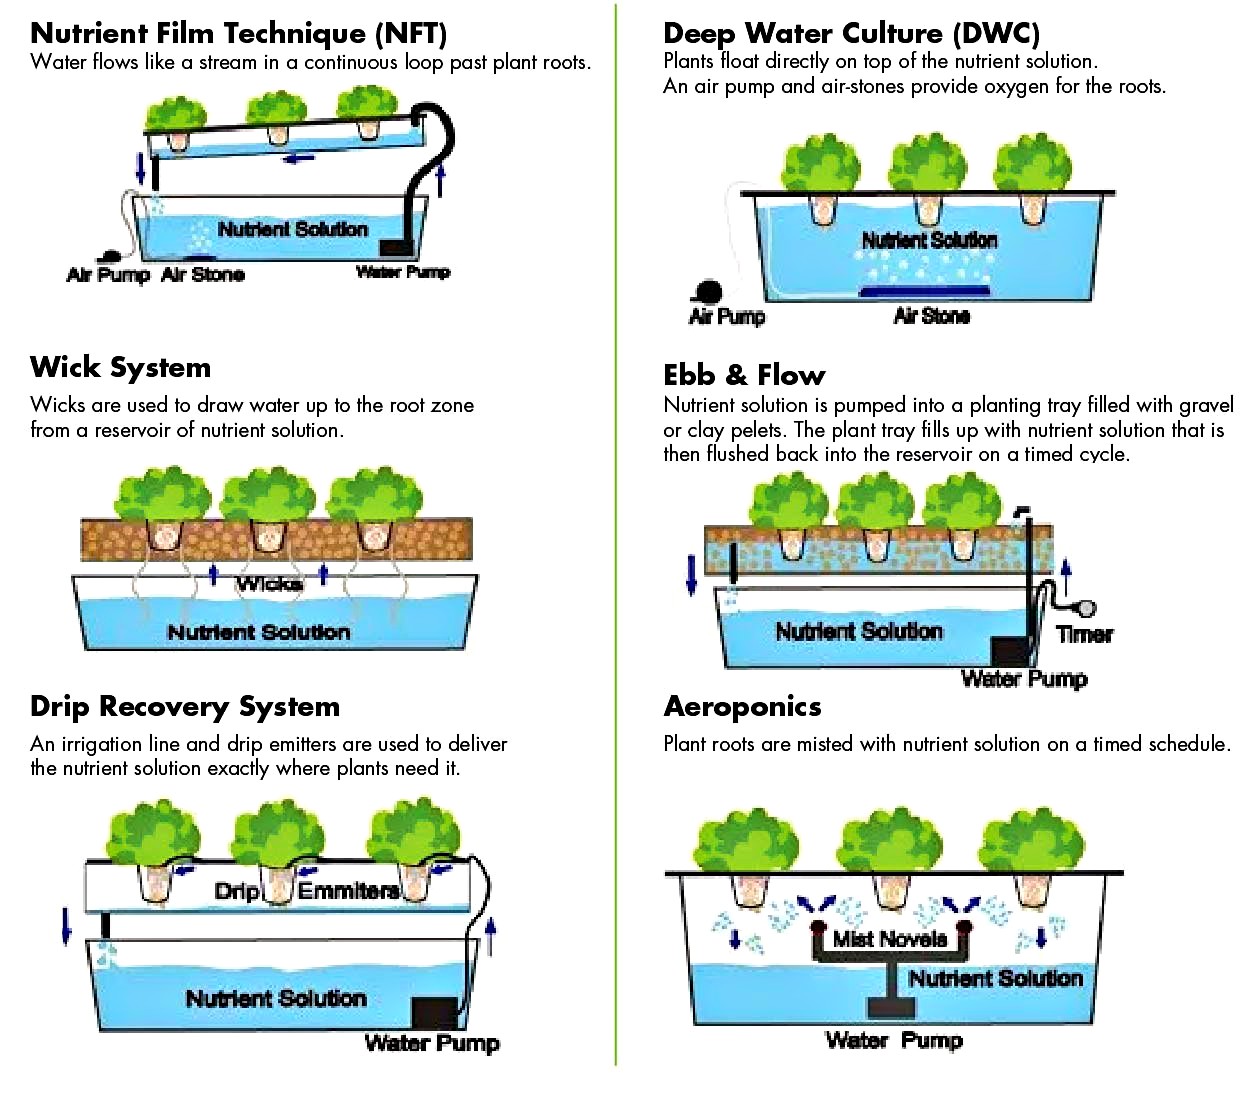 Nutrient Film Technique (NFT)
Water flows like a stream in a continuous loop past plant roots.
Nutrient Solution
Air Pump Air Stone
Water Pump
Deep Water Culture (DWC)
Plants float directly on top of the nutrient solution.
An air pump and air-stones provide oxygen for the roots.
Nutrient Solution
Air Pump
Air Stone
Wick System
Wicks are used to draw water up to the root zone
from a reservoir of nutrient solution.
Wicks
Nutrient Solution
Ebb & Flow
Nutrient solution is pumped into a planting tray filled with gravel
or clay pelets. The plant tray fills up with nutrient solution that is
then flushed back into the reservoir on a timed cycle.
Nutrient Solution
Timer
Water Pump
Drip Recovery System
An irrigation line and drip emitters are used to deliver
the nutrient solution exactly where plants need it.
Drip Emmiters
Nutrient Solution
Water Pump
Aeroponics
Plant roots are misted with nutrient solution on a timed schedule.
Mist Novels
Nutrient Solution
Water Pump